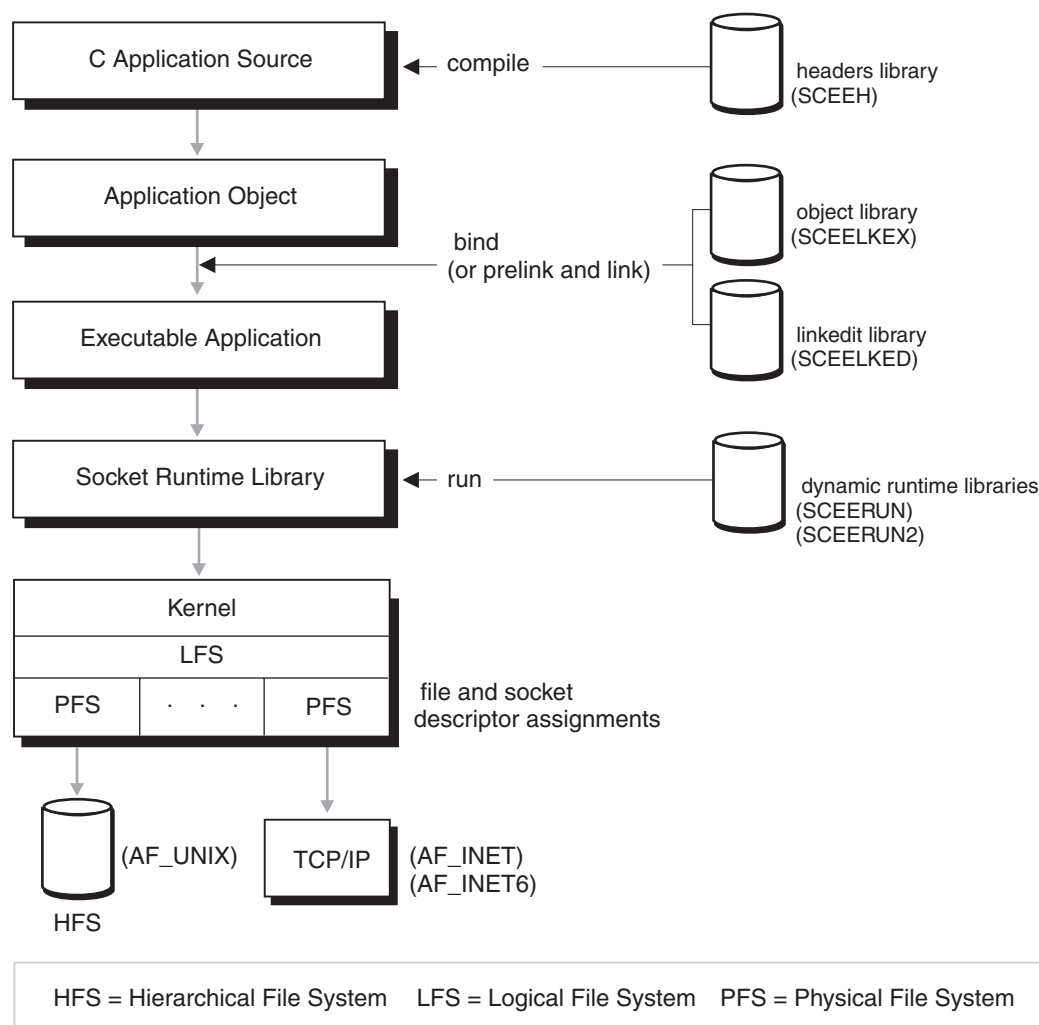 C Application Source
compile
headers library
(SCEEH)
Application Object
object library
(SCEELKEX)
bind
(or prelink and link)
Executable Application
linkedit library
(SCEELKED)
Socket Runtime Library
run
dynamic runtime libraries
(SCEERUN)
(SCEERUN2)
Kernel
LFS
PFS
. . .
PFS
file and socket
descriptor assignments
(AF_UNIX)
HFS
TCP/IP
(AF_INET)
(AF_INET6)
HFS = Hierarchical File System LFS = Logical File System PFS = Physical File System